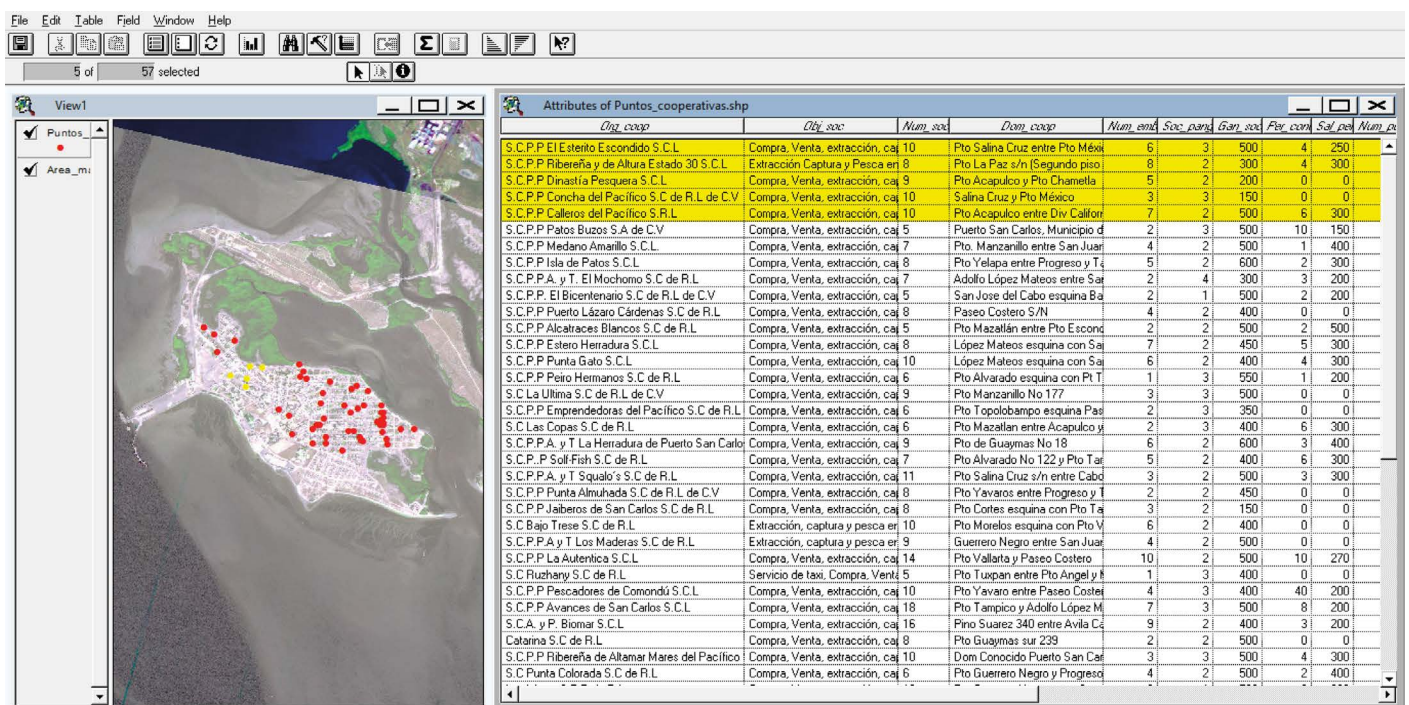 File Edit Table Field Window Help
5 of 57 selected
View1
Puntos_
Area_m
Attributes of Puntos_cooperativas.shp
Org_coop Obj_soc Num_soc Dom_coop Num_emb Soc_pang Gan_soc Per_con Sal_pe Num_p
S.C.P.P El Esterito Escondido S.C.L Compra, Venta, extracción, ca 10 Pto Salina Cruz entre Pto Méxi 6 3 500 4 250
S.C.P.P Ribereña y de Altura Estado 30 S.C.L Extracción Captura y Pesca en 8 Pto La Paz s/n (Segundo piso 8 2 300 4 300
S.C.P.P Dinastía Pesquera S.C.L Compra, Venta, extracción, ca 9 Pto Acapulco y Pto Chametla 5 2 200 0 0
S.C.P.P Concha del Pacífico S.C de R.L de C.V Compra, Venta, extracción, ca 10 Salina Cruz y Pto México 3 3 150 0 0
S.C.P.P Calleros del Pacífico S.R.L Compra, Venta, extracción, ca 10 Pto Acapulco entre Div Califor 7 2 500 6 300
S.C.P.P Patos Buzos S.A de C.V Compra, Venta, extracción, ca 5 Puerto San Carlos, Municipio d 2 3 500 10 150
S.C.P.P Medano Amarillo S.C.L. Compra, Venta, extracción, ca 7 Pto. Manzanillo entre San Juar 4 2 500 1 400
S.C.P.P Isla de Patos S.C.L Compra, Venta, extracción, ca 8 Pto Yelapa entre Progreso y Ta 5 2 600 2 300
S.C.P.P.A. y T. El Mochomo S.C de R.L Compra, Venta, extracción, ca 7 Adolfo López Mateos entre Sar 2 4 300 3 200
S.C.P.P. El Bicentenario S.C de R.L de C.V Compra, Venta, extracción, ca 5 San Jose del Cabo esquina Ba 2 1 500 2 200
S.C.P.P Puerto Lázaro Cárdenas S.C de R.L Compra, Venta, extracción, ca 8 Paseo Costero S/N 4 2 400 0 0
S.C.P.P Alcatraces Blancos S.C de R.L Compra, Venta, extracción, ca 5 Pto Mazatlán entre Pto Escond 2 2 500 2 500
S.C.P.P Estero Herradura S.C.L Compra, Venta, extracción, ca 8 López Mateos esquina con Sa 7 2 450 5 300
S.C.P.P Punta Gato S.C.L Compra, Venta, extracción, ca 10 López Mateos esquina con Sa 6 2 400 4 300
S.C.P.P Peiro Hermanos S.C de R.L Compra, Venta, extracción, ca 6 Pto Alvarado esquina con Pt T 1 3 550 1 200
S.C La Ultima S.C de R.L de C.V Compra, Venta, extracción, ca 3 Pto Manzanillo No 177 3 3 500 0 0
S.C.P.P Emprendedoras del Pacífico S.C de R.L Compra, Venta, extracción, ca 6 Pto Topolobampo esquina Pas 2 3 350 0 0
S.C Las Copas S.C de R.L Compra, Venta, extracción, ca 6 Pto Mazatlan entre Acapulco y 2 3 400 6 300
S.C.P.P.A. y T La Herradura de Puerto San Carlo Compra, Venta, extracción, ca 9 Pto de Guaymas No 18 6 2 600 3 400
S.C.P..P Solf-Fish S.C de R.L Compra, Venta, extracción, ca 7 Pto Alvarado No 122 y Pto Tar 5 2 400 6 300
S.C.P.P.A. y T Squalo's S.C de R.L Compra, Venta, extracción, ca 11 Pto Salina Cruz s/n entre Cabo 3 2 500 3 300
S.C.P.P Punta Almuhada S.C de R.L de C.V Compra, Venta, extracción, ca 8 Pto Yavaros entre Progreso y T 2 2 450 0 0
S.C.P.P Jaiberos de San Carlos S.C de R.L Compra, Venta, extracción, ca 8 Pto Cortes esquina con Pto Ta 3 2 150 0 0
S.C Bajo Trese S.C de R.L Extracción, captura y pesca er 10 Pto Morelos esquina con Pto V 6 2 400 0 0
S.C.P.P.A y T Los Maderas S.C de R.L Extracción, captura y pesca er 9 Guerrero Negro entre San Juar 4 2 500 0 0
S.C.P.P La Autentica S.C.L Compra, Venta, extracción, ca 14 Pto Vallarta y Paseo Costero 10 2 500 10 270
S.C Ruzhany S.C de R.L Servicio de taxi, Compra, Venta 5 Pto Tuxpan entre Pto Angel y 1 3 400 0 0
S.C.P.P Pescadores de Comondú S.C.L Compra, Venta, extracción, ca 10 Pto Yavaro entre Paseo Coste 4 3 400 40 200
S.C.P.P Avances de San Carlos S.C.L Compra, Venta, extracción, ca 18 Pto Tampico y Adolfo López M 7 3 500 8 200
S.C.A. y P. Biomar S.C.L Compra, Venta, extracción, ca 16 Pino Suarez 340 entre Avila Ca 9 2 400 3 200
Catarina S.C de R.L Compra, Venta, extracción, ca 8 Pto Guaymas sur 239 2 2 500 0 0
S.C.P.P Ribereña de Altamar Mares del Pacífico Compra, Venta, extracción, ca 10 Dom Conocido Puerto San Car 3 3 500 4 300
S.C Punta Colorada S.C de R.L Compra, Venta, extracción, ca 6 Pto Guerrero Negro y Progreso 4 2 500 2 400